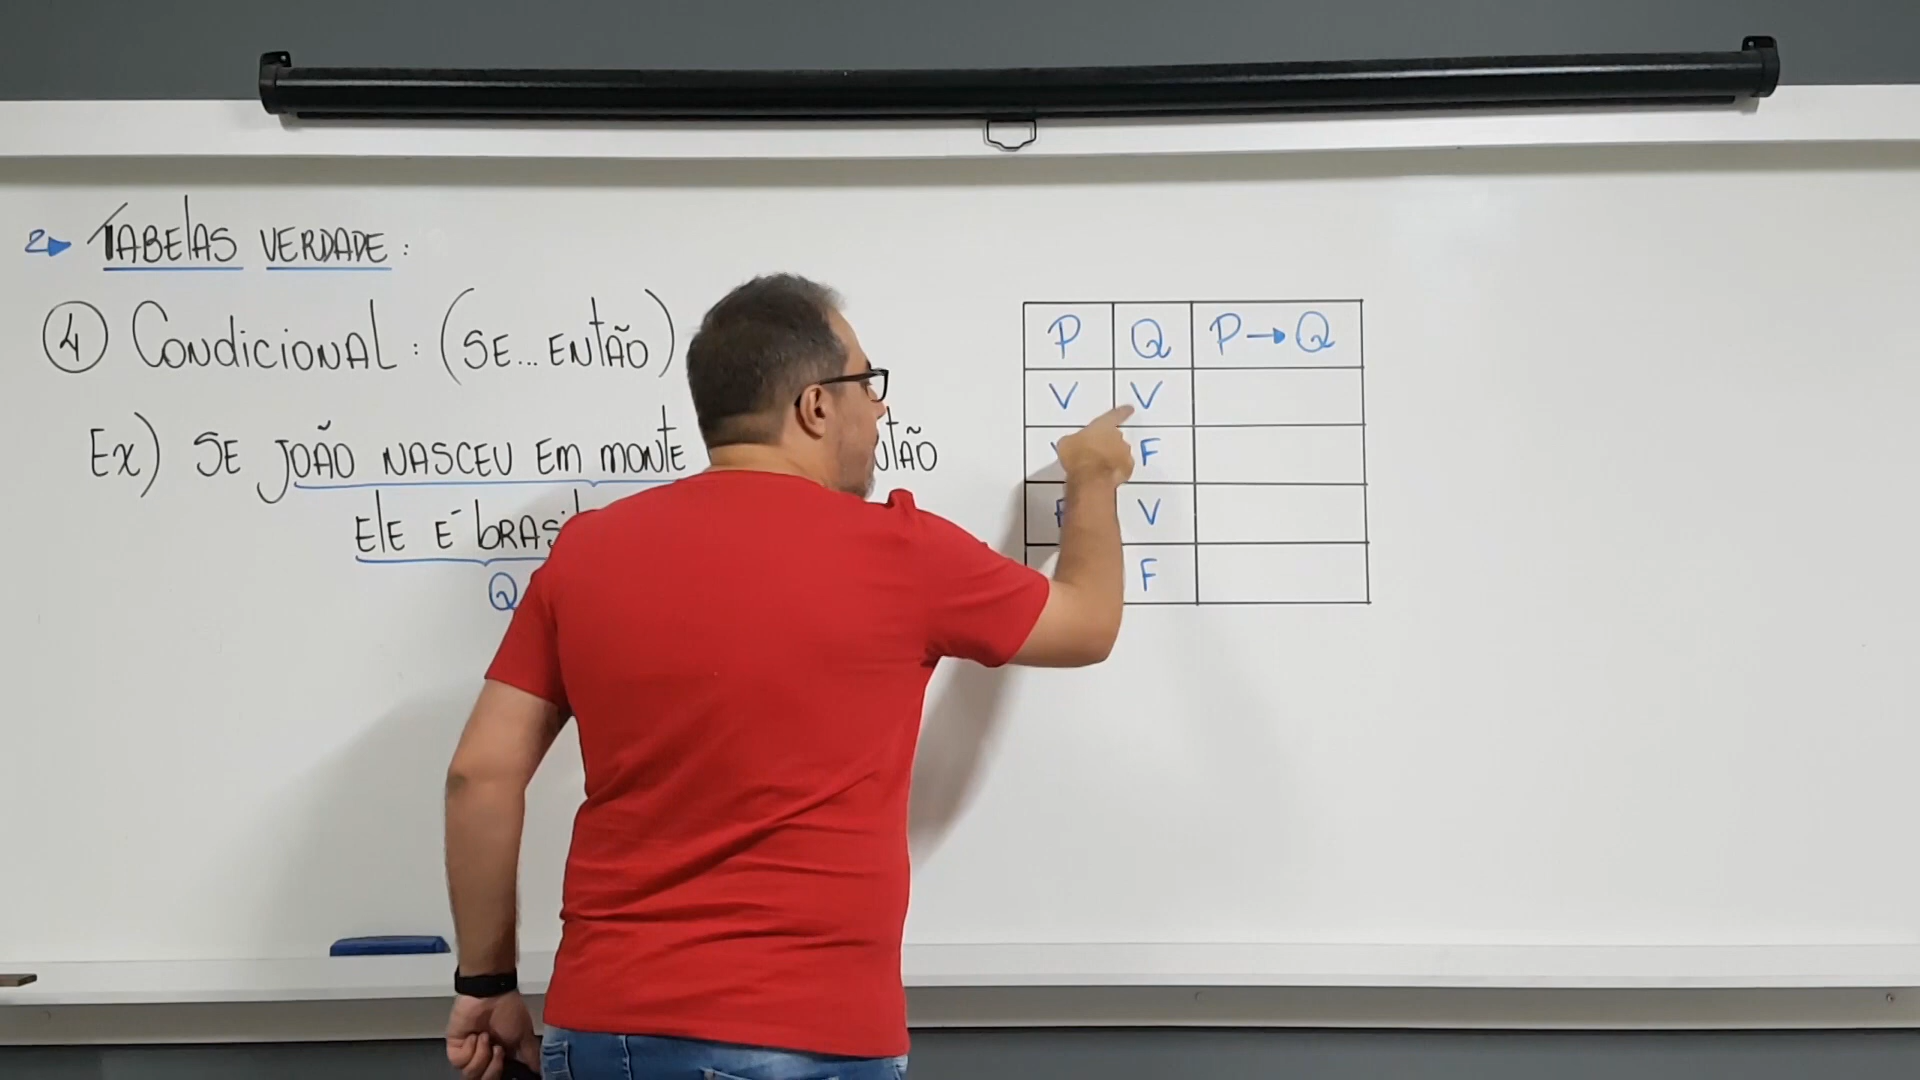 2► TABELAS VERDADE:
4 CONDICIONAL: (SE... ENTÃO)
EX) SE JOÃO NASCEU EM MONTE
ELE É
Q
P Q P→Q
V V
F
V
F